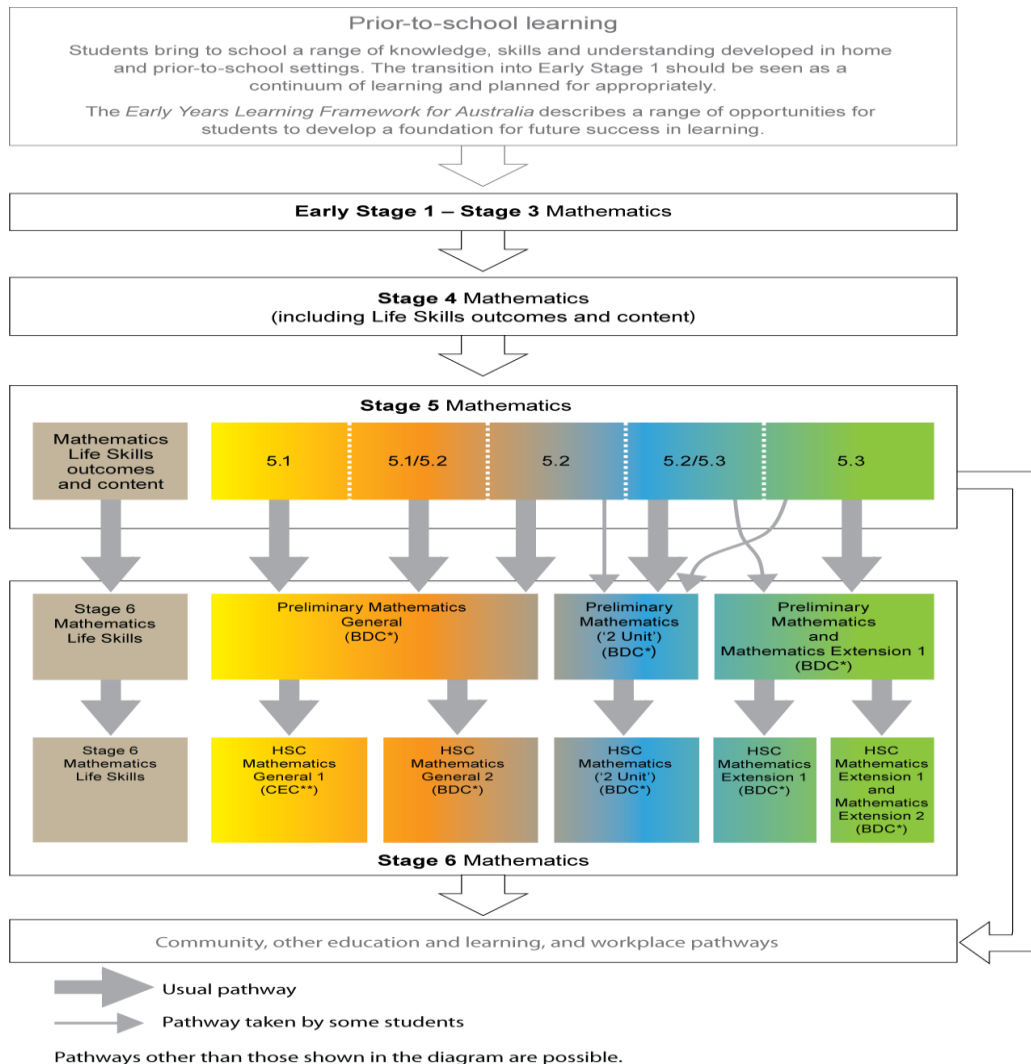 Prior-to-school learning
Students bring to school a range of knowledge, skills and understanding developed in home
and prior-to-school settings. The transition into Early Stage 1 should be seen as a
continuum of learning and planned for appropriately.
The Early Years Learning Framework for Australia describes a range of opportunities for
students to develop a foundation for future success in learning.
Early Stage 1 – Stage 3 Mathematics
Stage 4 Mathematics
(including Life Skills outcomes and content)
Stage 5 Mathematics
Mathematics
Life Skills
outcomes
and content
5.1
5.1/5.2
5.2
5.2/5.3
5.3
Stage 6
Mathematics
Life Skills
Preliminary Mathematics
General
(BDC*)
Preliminary
Mathematics
(‘2 Unit’)
(BDC*)
Preliminary
Mathematics
and
Mathematics Extension 1
(BDC*)
Stage 6
Mathematics
Life Skills
HSC
Mathematics
General 1
(CEC**)
HSC
Mathematics
General 2
(BDC*)
HSC
Mathematics
(‘2 Unit’)
(BDC*)
HSC
Mathematics
Extension 1
(BDC*)
HSC
Mathematics
Extension 1
and
Mathematics
Extension 2
(BDC*)
Stage 6 Mathematics
Community, other education and learning, and workplace pathways
Usual pathway
Pathway taken by some students
Pathways other than those shown in the diagram are possible.